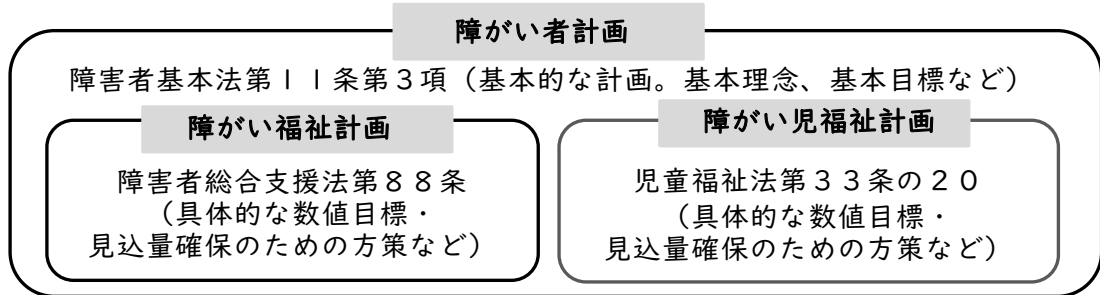 障がい者計画
障害者基本法第１１条第３項（基本的な計画。基本理念、基本目標など）
障がい福祉計画
障害者総合支援法第８８条
（具体的な数値目標・
見込量確保のための方策など）
障がい児福祉計画
児童福祉法第３３条の２０
（具体的な数値目標・
見込量確保のための方策など）